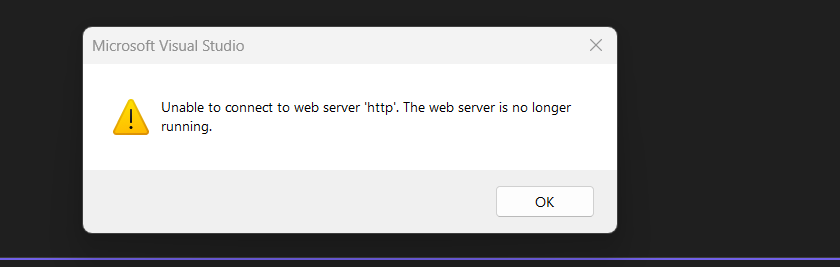 Microsoft Visual Studio
Unable to connect to web server 'http'. The web server is no longer
running.
OK